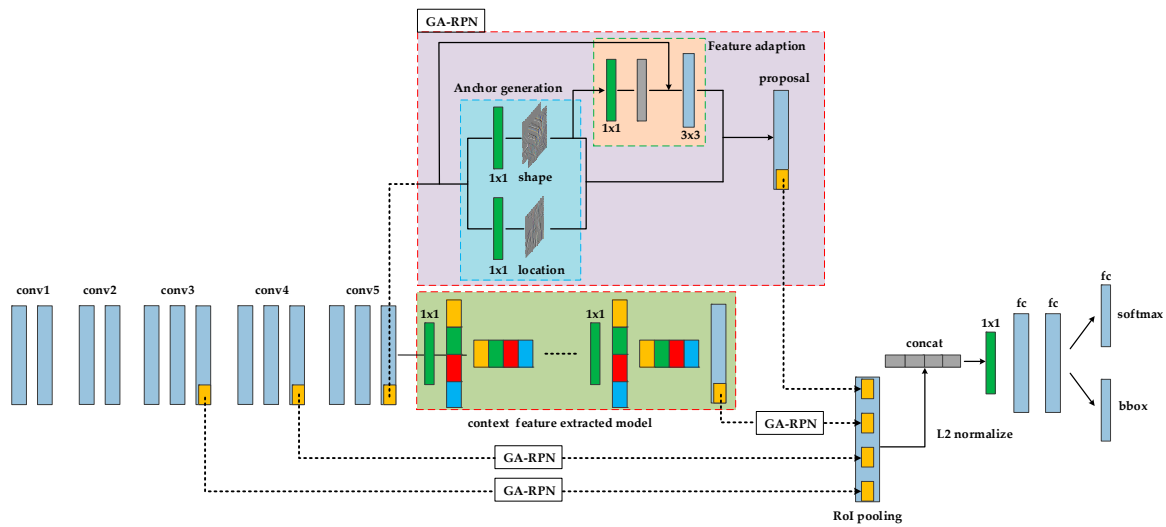 GA-RPN
Feature adaption
proposal
Anchor generation
1x1
3x3
1x1
shape
1x1
location
conv1
conv2
conv3
conv4
conv5
1x1
1x1
context feature extracted model
GA-RPN
GA-RPN
GA-RPN
RoI pooling
L2 normalize
concat
1x1
fc
fc
fc
softmax
bbox